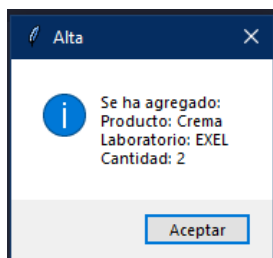 Alta
Se ha agregado:
Producto: Crema
Laboratorio: EXEL
Cantidad: 2
Aceptar